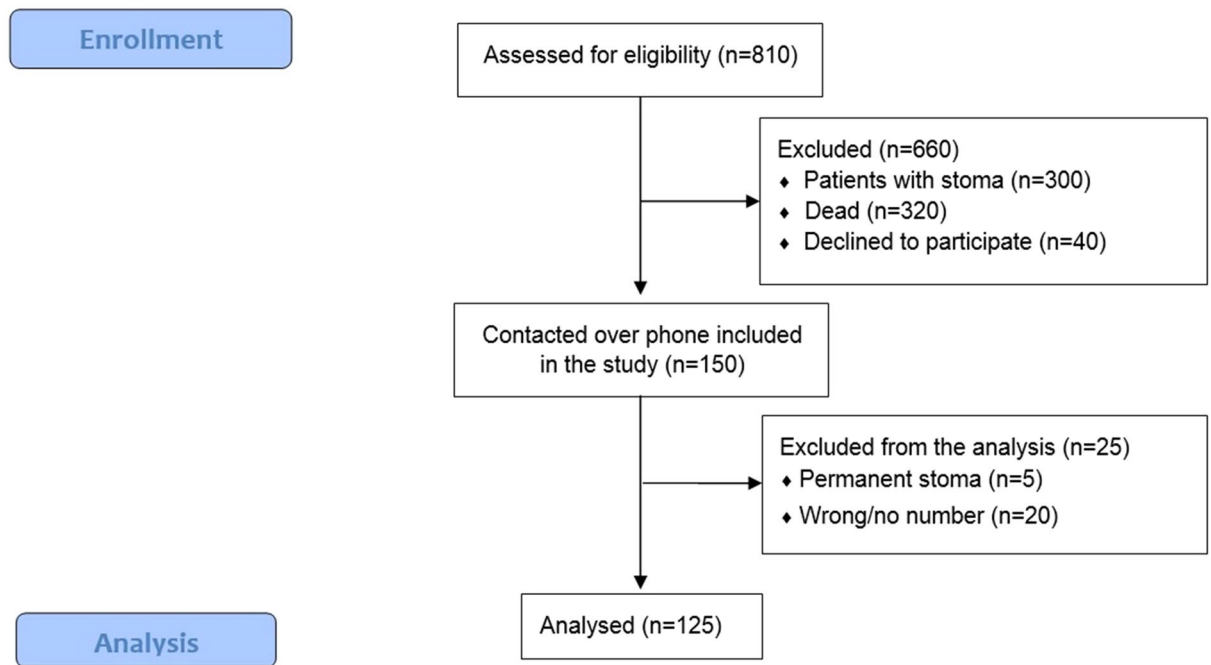 Enrollment
Assessed for eligibility (n=810)
Excluded (n=660)
♦ Patients with stoma (n=300)
♦ Dead (n=320)
♦ Declined to participate (n=40)
Contacted over phone included
in the study (n=150)
Excluded from the analysis (n=25)
♦ Permanent stoma (n=5)
♦ Wrong/no number (n=20)
Analysed (n=125)
Analysis